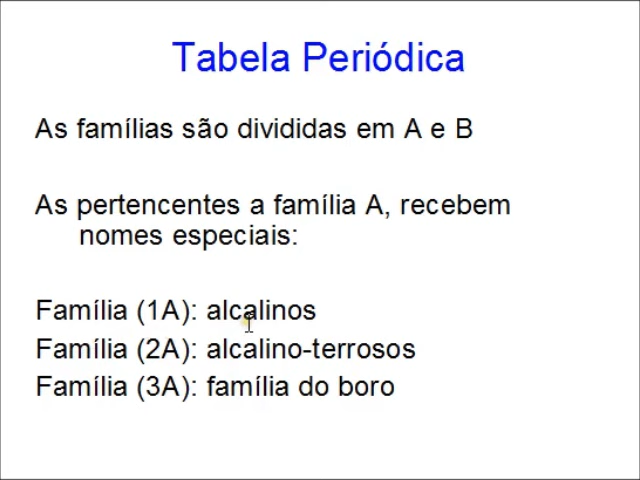 Tabela Periódica
As famílias são divididas em A e B
As pertencentes a família A, recebem
nomes especiais:
Família (1A): alcalinos
Família (2A): alcalino-terrosos
Família (3A): família do boro